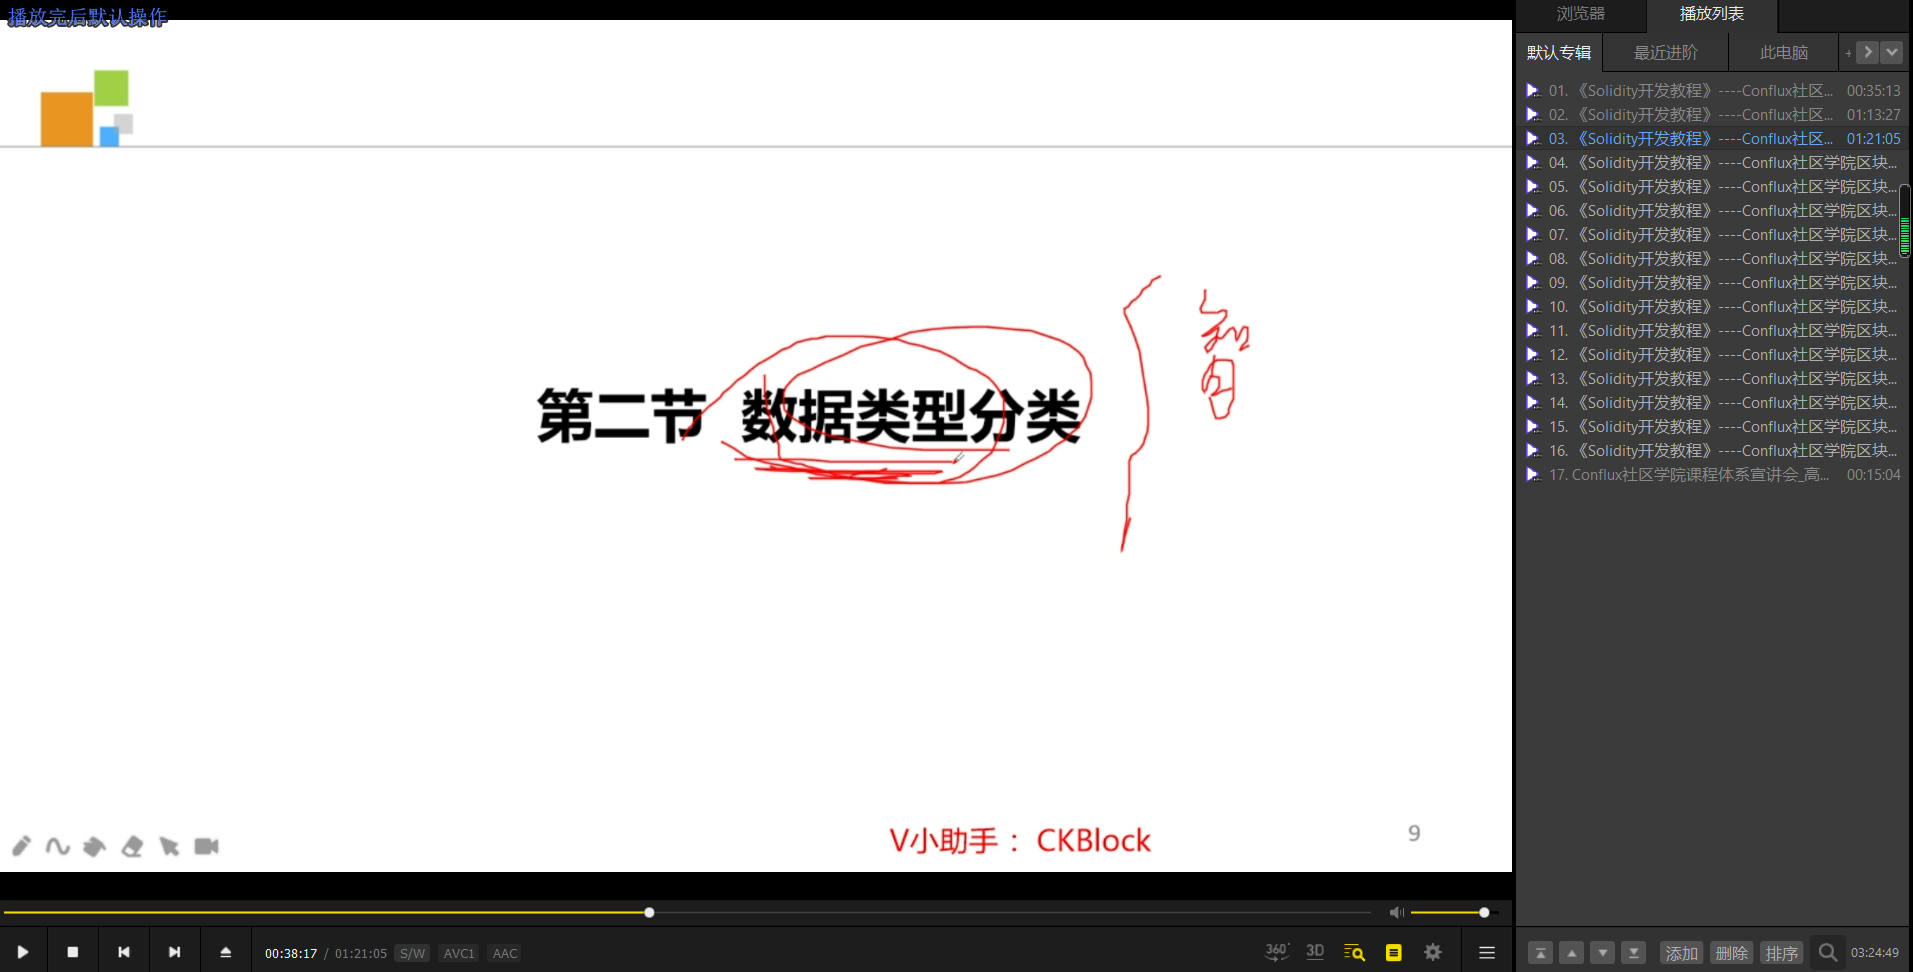 播放完后默认操作
第二节 数据类型分类
智
V小助手： CKBlock
9
00:38:17 / 01:21:05 S/W AVC1 AAC
360° 3D
浏览器 播放列表
默认专辑 最近进阶 此电脑 +
01. 《Solidity开发教程》----Conflux社区... 00:35:13
02. 《Solidity开发教程》----Conflux社区... 01:13:27
03. 《Solidity开发教程》----Conflux社区... 01:21:05
04. 《Solidity开发教程》----Conflux社区学院区块...
05. 《Solidity开发教程》----Conflux社区学院区块...
06. 《Solidity开发教程》----Conflux社区学院区块...
07. 《Solidity开发教程》----Conflux社区学院区块...
08. 《Solidity开发教程》----Conflux社区学院区块...
09. 《Solidity开发教程》----Conflux社区学院区块...
10. 《Solidity开发教程》----Conflux社区学院区块...
11. 《Solidity开发教程》----Conflux社区学院区块...
12. 《Solidity开发教程》----Conflux社区学院区块...
13. 《Solidity开发教程》----Conflux社区学院区块...
14. 《Solidity开发教程》----Conflux社区学院区块...
15. 《Solidity开发教程》----Conflux社区学院区块...
16. 《Solidity开发教程》----Conflux社区学院区块...
17. Conflux社区学院课程体系宣讲会_高... 00:15:04
添加 删除 排序 03:24:49